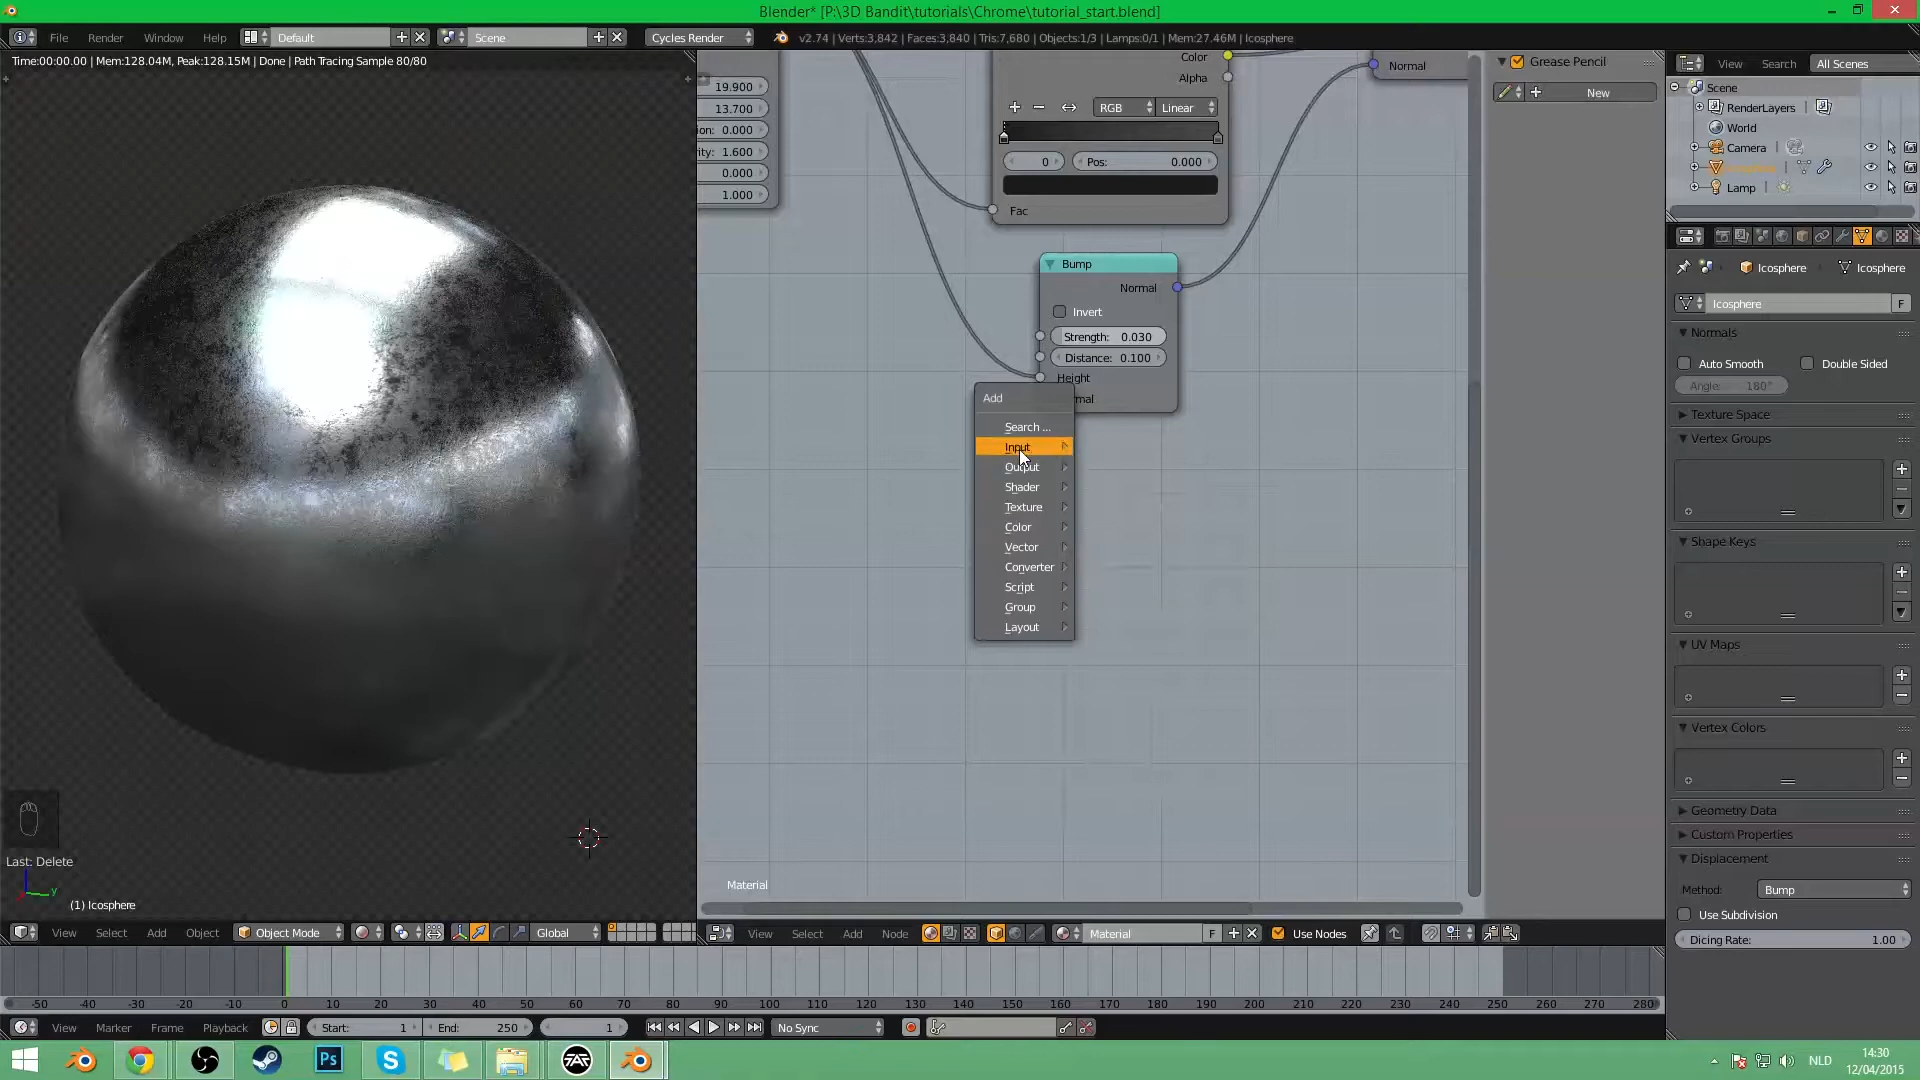 Blender* [P:\3D Bandit\tutorials\Chrome\tutorial_start.blend]
File Render Window Help Default Scene Cycles Render v2.74 | Verts:3,842 | Faces:3,840 | Tris:7,680 | Objects:1/3 | Lamps:0/1 | Mem:27.46M | Icosphere
Time:00:00.00 | Mem:128.04M, Peak:128.15M | Done | Path Tracing Sample 80/80
19.900
13.700
ion: 0.000
ity: 1.600
0.000
1.000
Color
Alpha
RGB Linear
0 Pos: 0.000
Fac
Normal
Bump
Normal
Invert
Strength: 0.030
Distance: 0.100
Height
mal
Add
Search ...
Input
Output
Shader
Texture
Color
Vector
Converter
Script
Group
Layout
Material
Grease Pencil
New
View Search All Scenes
Scene
RenderLayers
World
Camera
Lamp
Icosphere Icosphere
Icosphere F
Normals
Auto Smooth Double Sided
Angle: 180°
Texture Space
Vertex Groups
Shape Keys
UV Maps
Vertex Colors
Geometry Data
Custom Properties
Displacement
Method: Bump
Use Subdivision
Dicing Rate: 1.00
Last: Delete
y
(1) Icosphere
View Select Add Object Object Mode Global
View Select Add Node Material F Use Nodes
-50 -40 -30 -20 -10 0 10 20 30 40 50 60 70 80 90 100 110 120 130 140 150 160 170 180 190 200 210 220 230 240 250 260 270 280
View Marker Frame Playback Start: 1 End: 250 1 No Sync
Ps
NLD
14:30
12/04/2015